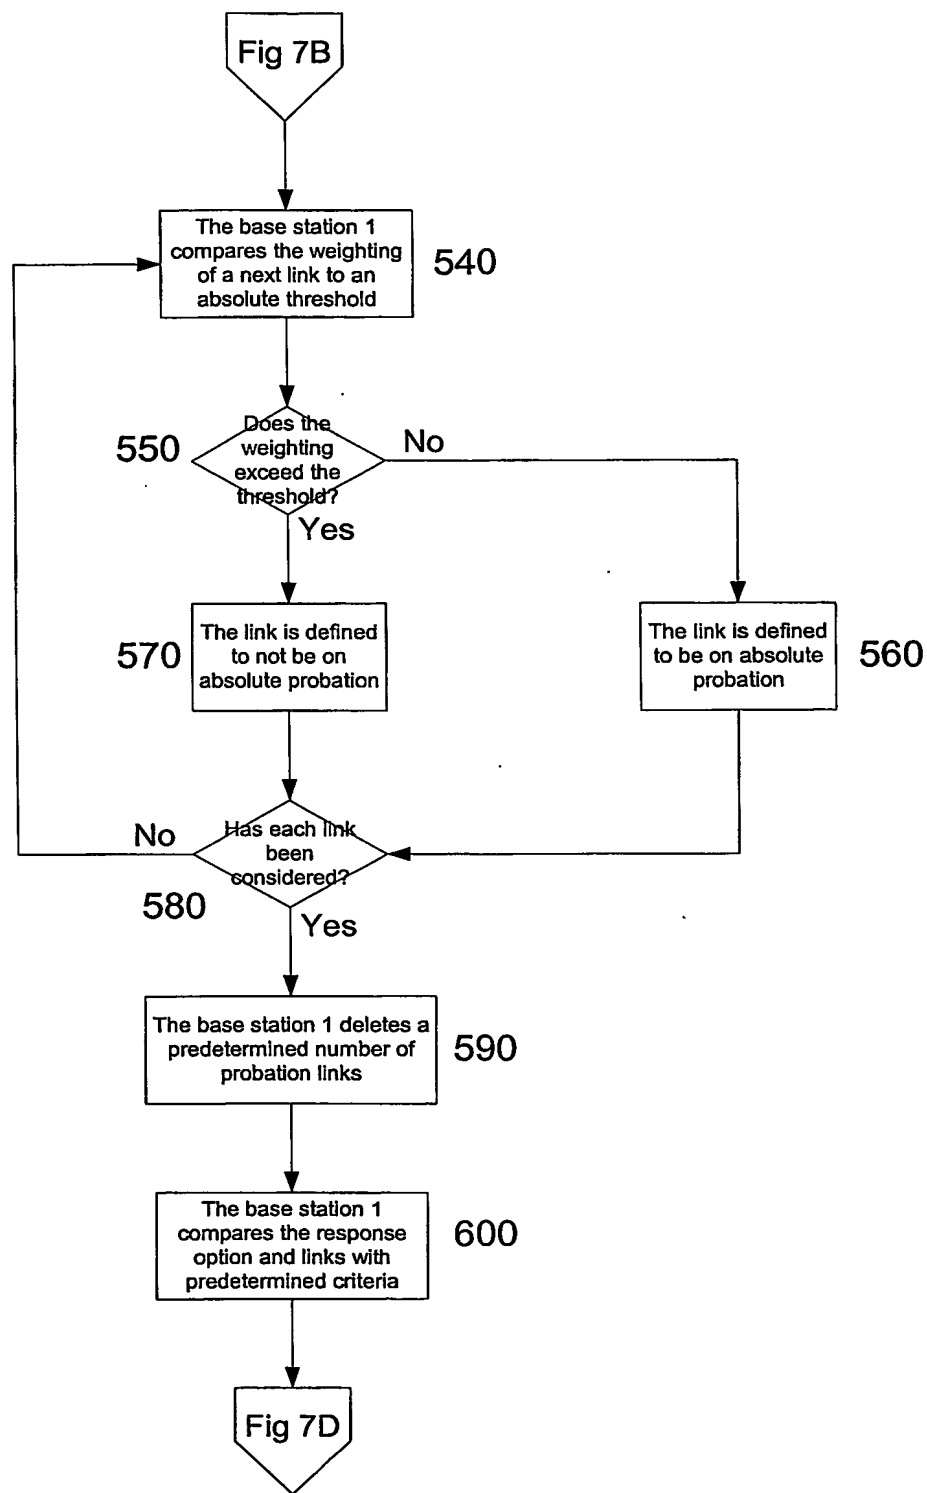 Fig 7B
The base station 1
compares the weighting
of a next link to an
absolute threshold
540
550
Does the
weighting
exceed the
threshold?
No
Yes
570
The link is defined
to not be on
absolute probation
The link is defined
to be on absolute
probation
560
No
Has each link
been
considered?
580
Yes
The base station 1 deletes a
predetermined number of
probation links
590
The base station 1
compares the response
option and links with
predetermined criteria
600
Fig 7D